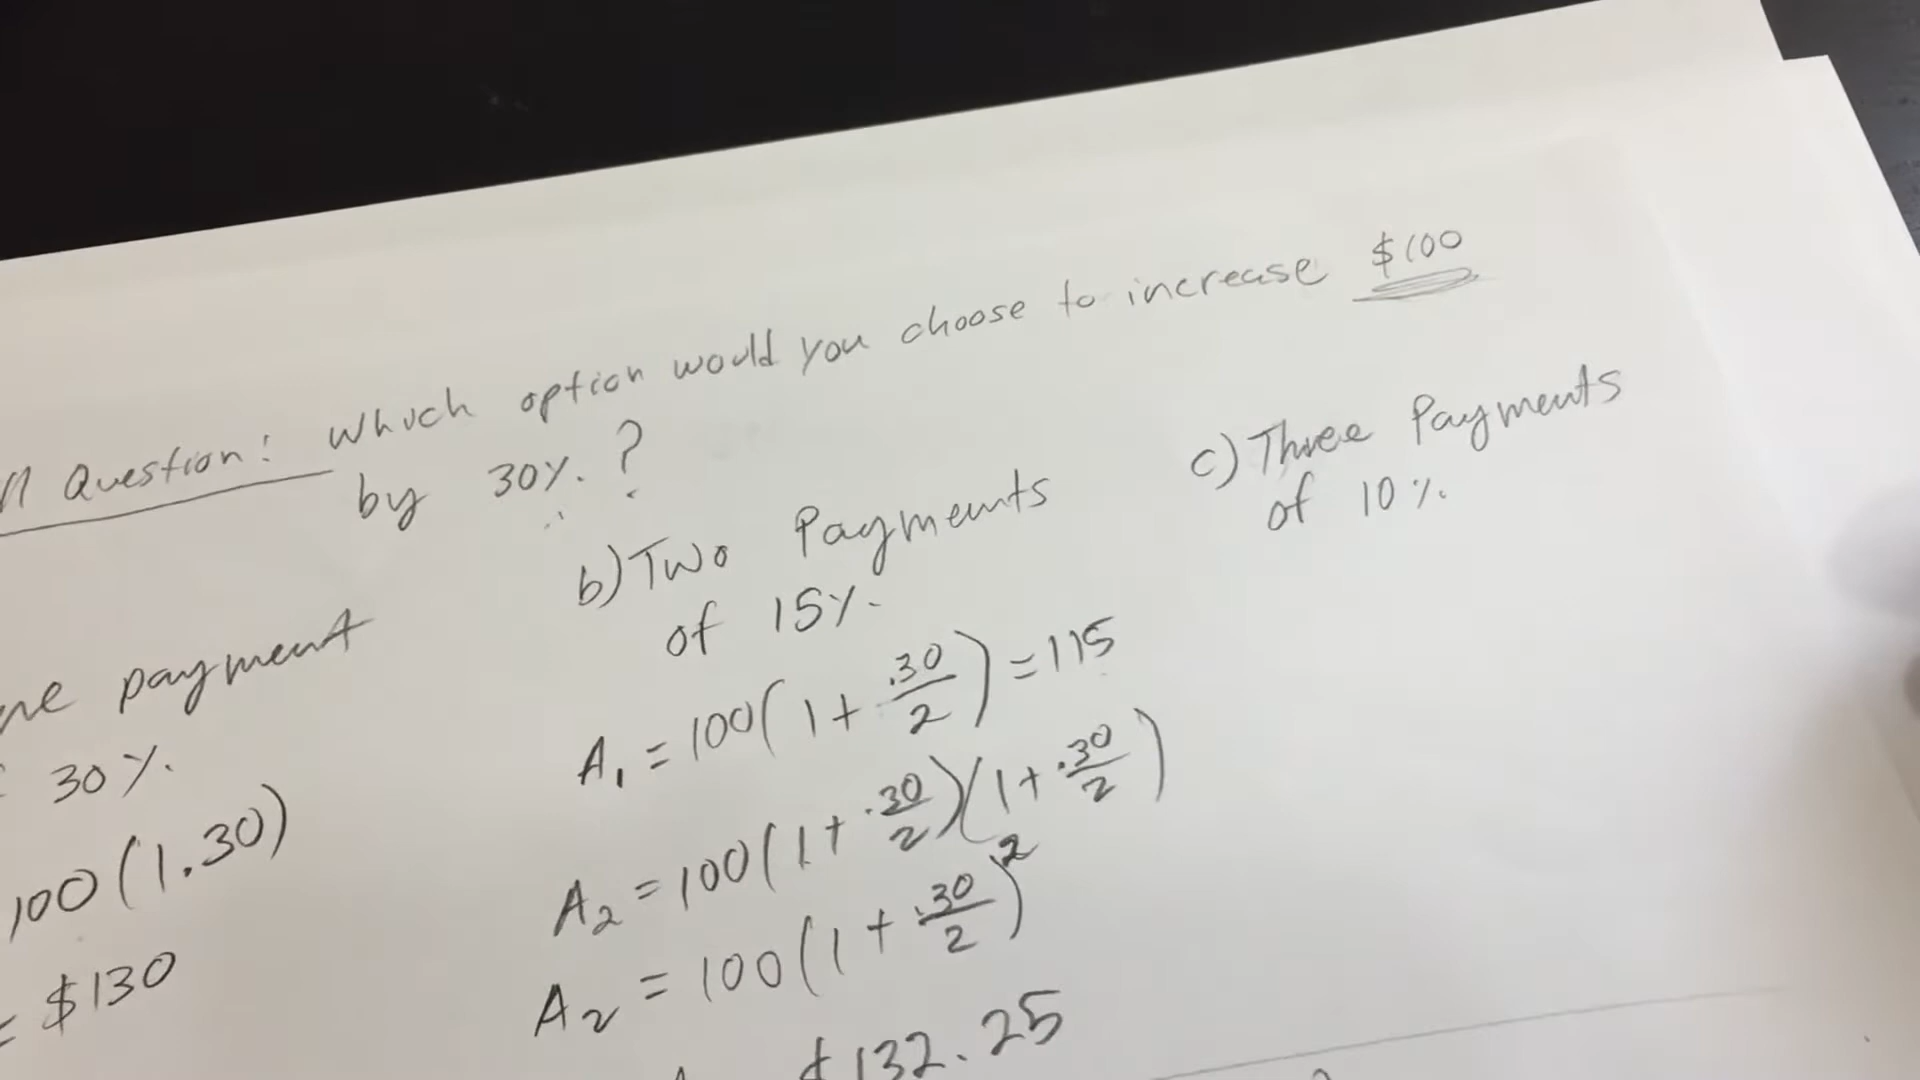 Question: Which option would you choose to increase $100
by 30%. ?
payment
30%.
100(1.30)
= $130
b) Two Payments
of 15%.
A₁ = 100(1 + .30/2) = 115
A₂ = 100(1 + .30/2)(1 + .30/2)
A₂ = 100(1 + .30/2)²
$132.25
c) Three Payments
of 10%.